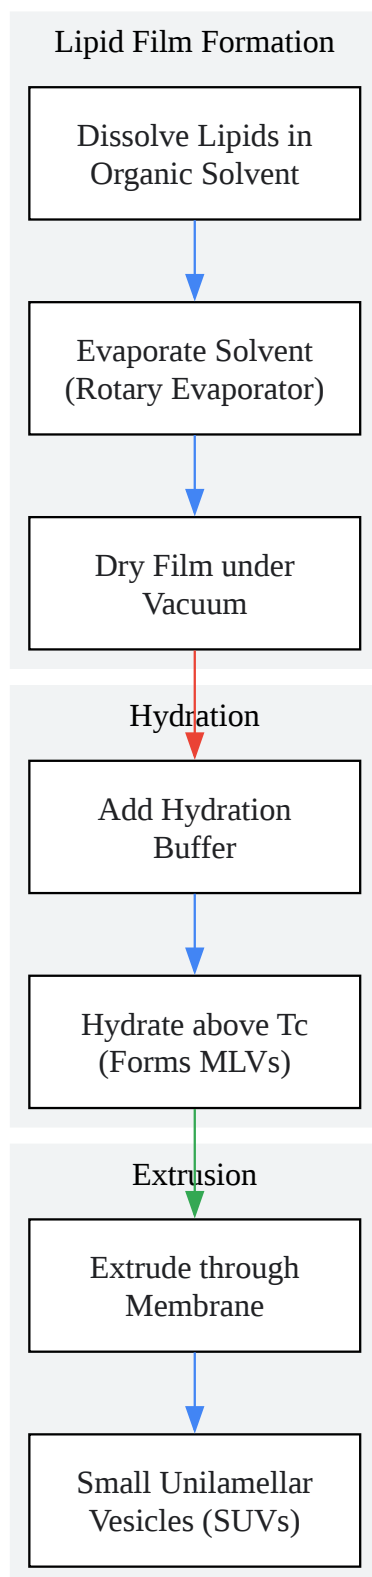 Lipid Film Formation
Dissolve Lipids in
Organic Solvent
Evaporate Solvent
(Rotary Evaporator)
Dry Film under
Vacuum
Hydration
Add Hydration
Buffer
Hydrate above Tc
(Forms MLVs)
Extrusion
Extrude through
Membrane
Small Unilamellar
Vesicles (SUVs)